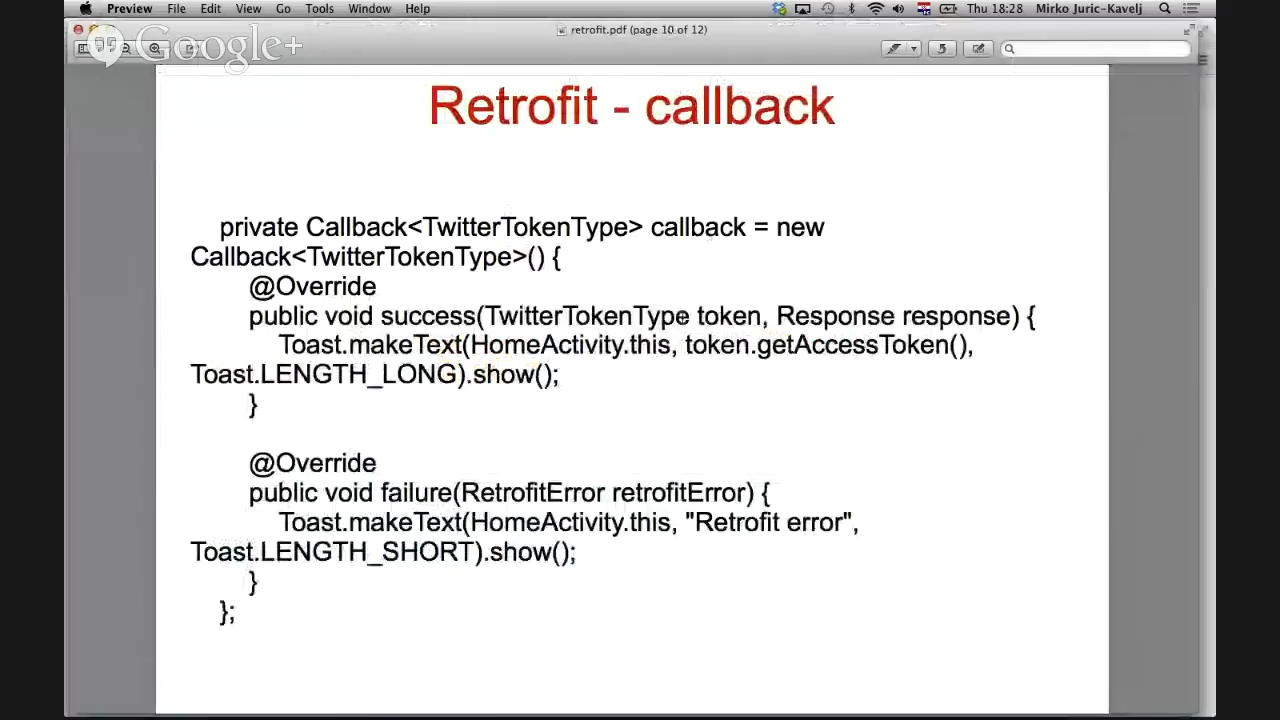 Preview File Edit View Go Tools Window Help Thu 18:28 Mirko Juric-Kavelj
Google+
retrofit.pdf (page 10 of 12)
Retrofit - callback
private Callback<TwitterTokenType> callback = new
Callback<TwitterTokenType>() {
@Override
public void success(TwitterTokenType token, Response response) {
Toast.makeText(HomeActivity.this, token.getAccessToken(),
Toast.LENGTH_LONG).show();
}
@Override
public void failure(RetrofitError retrofitError) {
Toast.makeText(HomeActivity.this, "Retrofit error",
Toast.LENGTH_SHORT).show();
}
};